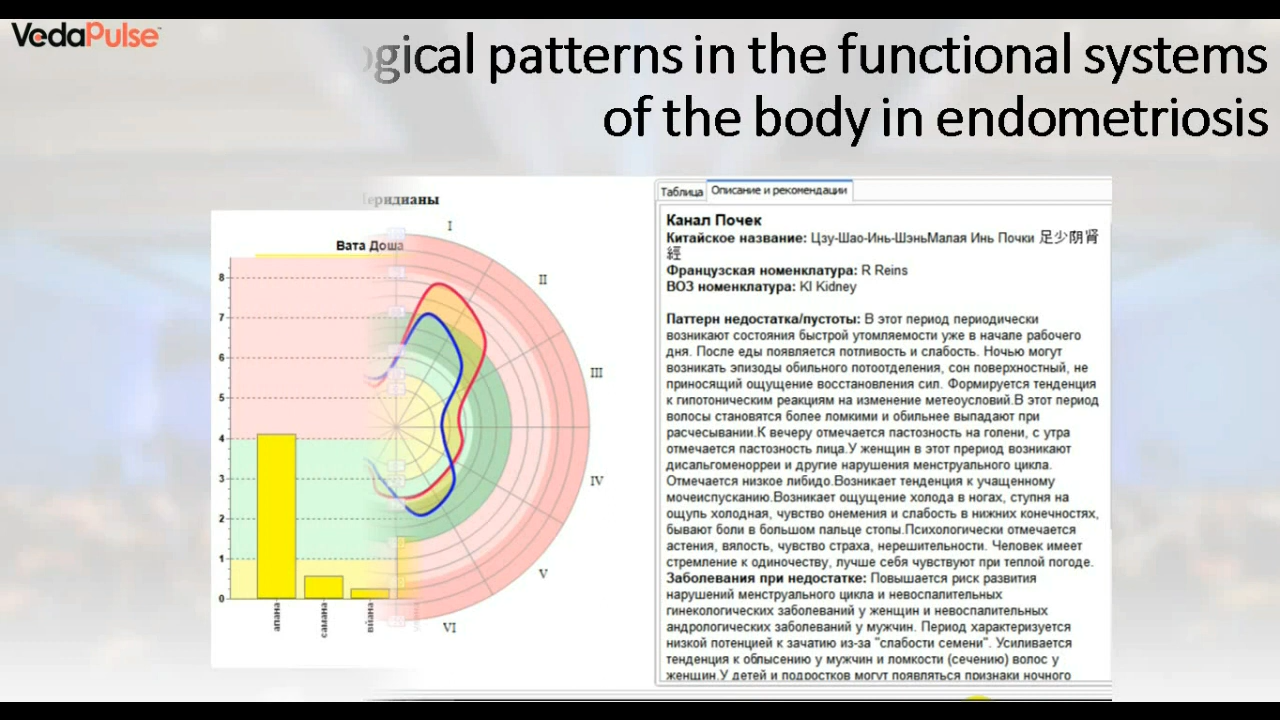 VedaPulse
gical patterns in the functional systems
of the body in endometriosis
еридианы
Вата Доша
8
7
6
5
4
3
2
1
0
апана
самана
вйана
I
II
III
IV
V
VI
Таблица Описание и рекомендации
Канал Почек
Китайское название: Цзу-Шао-Инь-ШэньМалая Инь Почки 足少阴肾
經
Французская номенклатура: R Reins
ВОЗ номенклатура: KI Kidney
Паттерн недостатка/пустоты: В этот период периодически
возникают состояния быстрой утомляемости уже в начале рабочего
дня. После еды появляется потливость и слабость. Ночью могут
возникать эпизоды обильного потоотделения, сон поверхностный, не
приносящий ощущение восстановления сил. Формируется тенденция
к гипотоническим реакциям на изменение метеоусловий.В этот период
волосы становятся более ломкими и обильнее выпадают при
расчесывании.К вечеру отмечается пастозность на голени, с утра
отмечается пастозность лица.У женщин в этот прериод возникают
дисальгоменорреи и другие нарушения менструального цикла.
Отмечается низкое либидо.Возникает тенденция к учащенному
мочеиспусканию.Возникает ощущение холода в ногах, ступня на
ощупь холодная, чувство онемения и слабость в нижних конечностях,
бывают боли в большом пальце стопы.Психологически отмечается
астения, вялость, чувство страха, нерешительности. Человек имеет
стремление к одиночеству, лучше себя чувствуют при теплой погоде.
Заболевания при недостатке: Повышается риск развития
нарушений менструального цикла и невоспалительных
гинекологических заболеваний у женщин и невоспалительных
андрологических заболеваний у мужчин. Период характеризуется
низкой потенцией к зачатию из-за "слабости семени". Усиливается
тенденция к облысению у мужчин и ломкости (сечению) волос у
женщин.У детей и подростков могут появляться признаки ночного